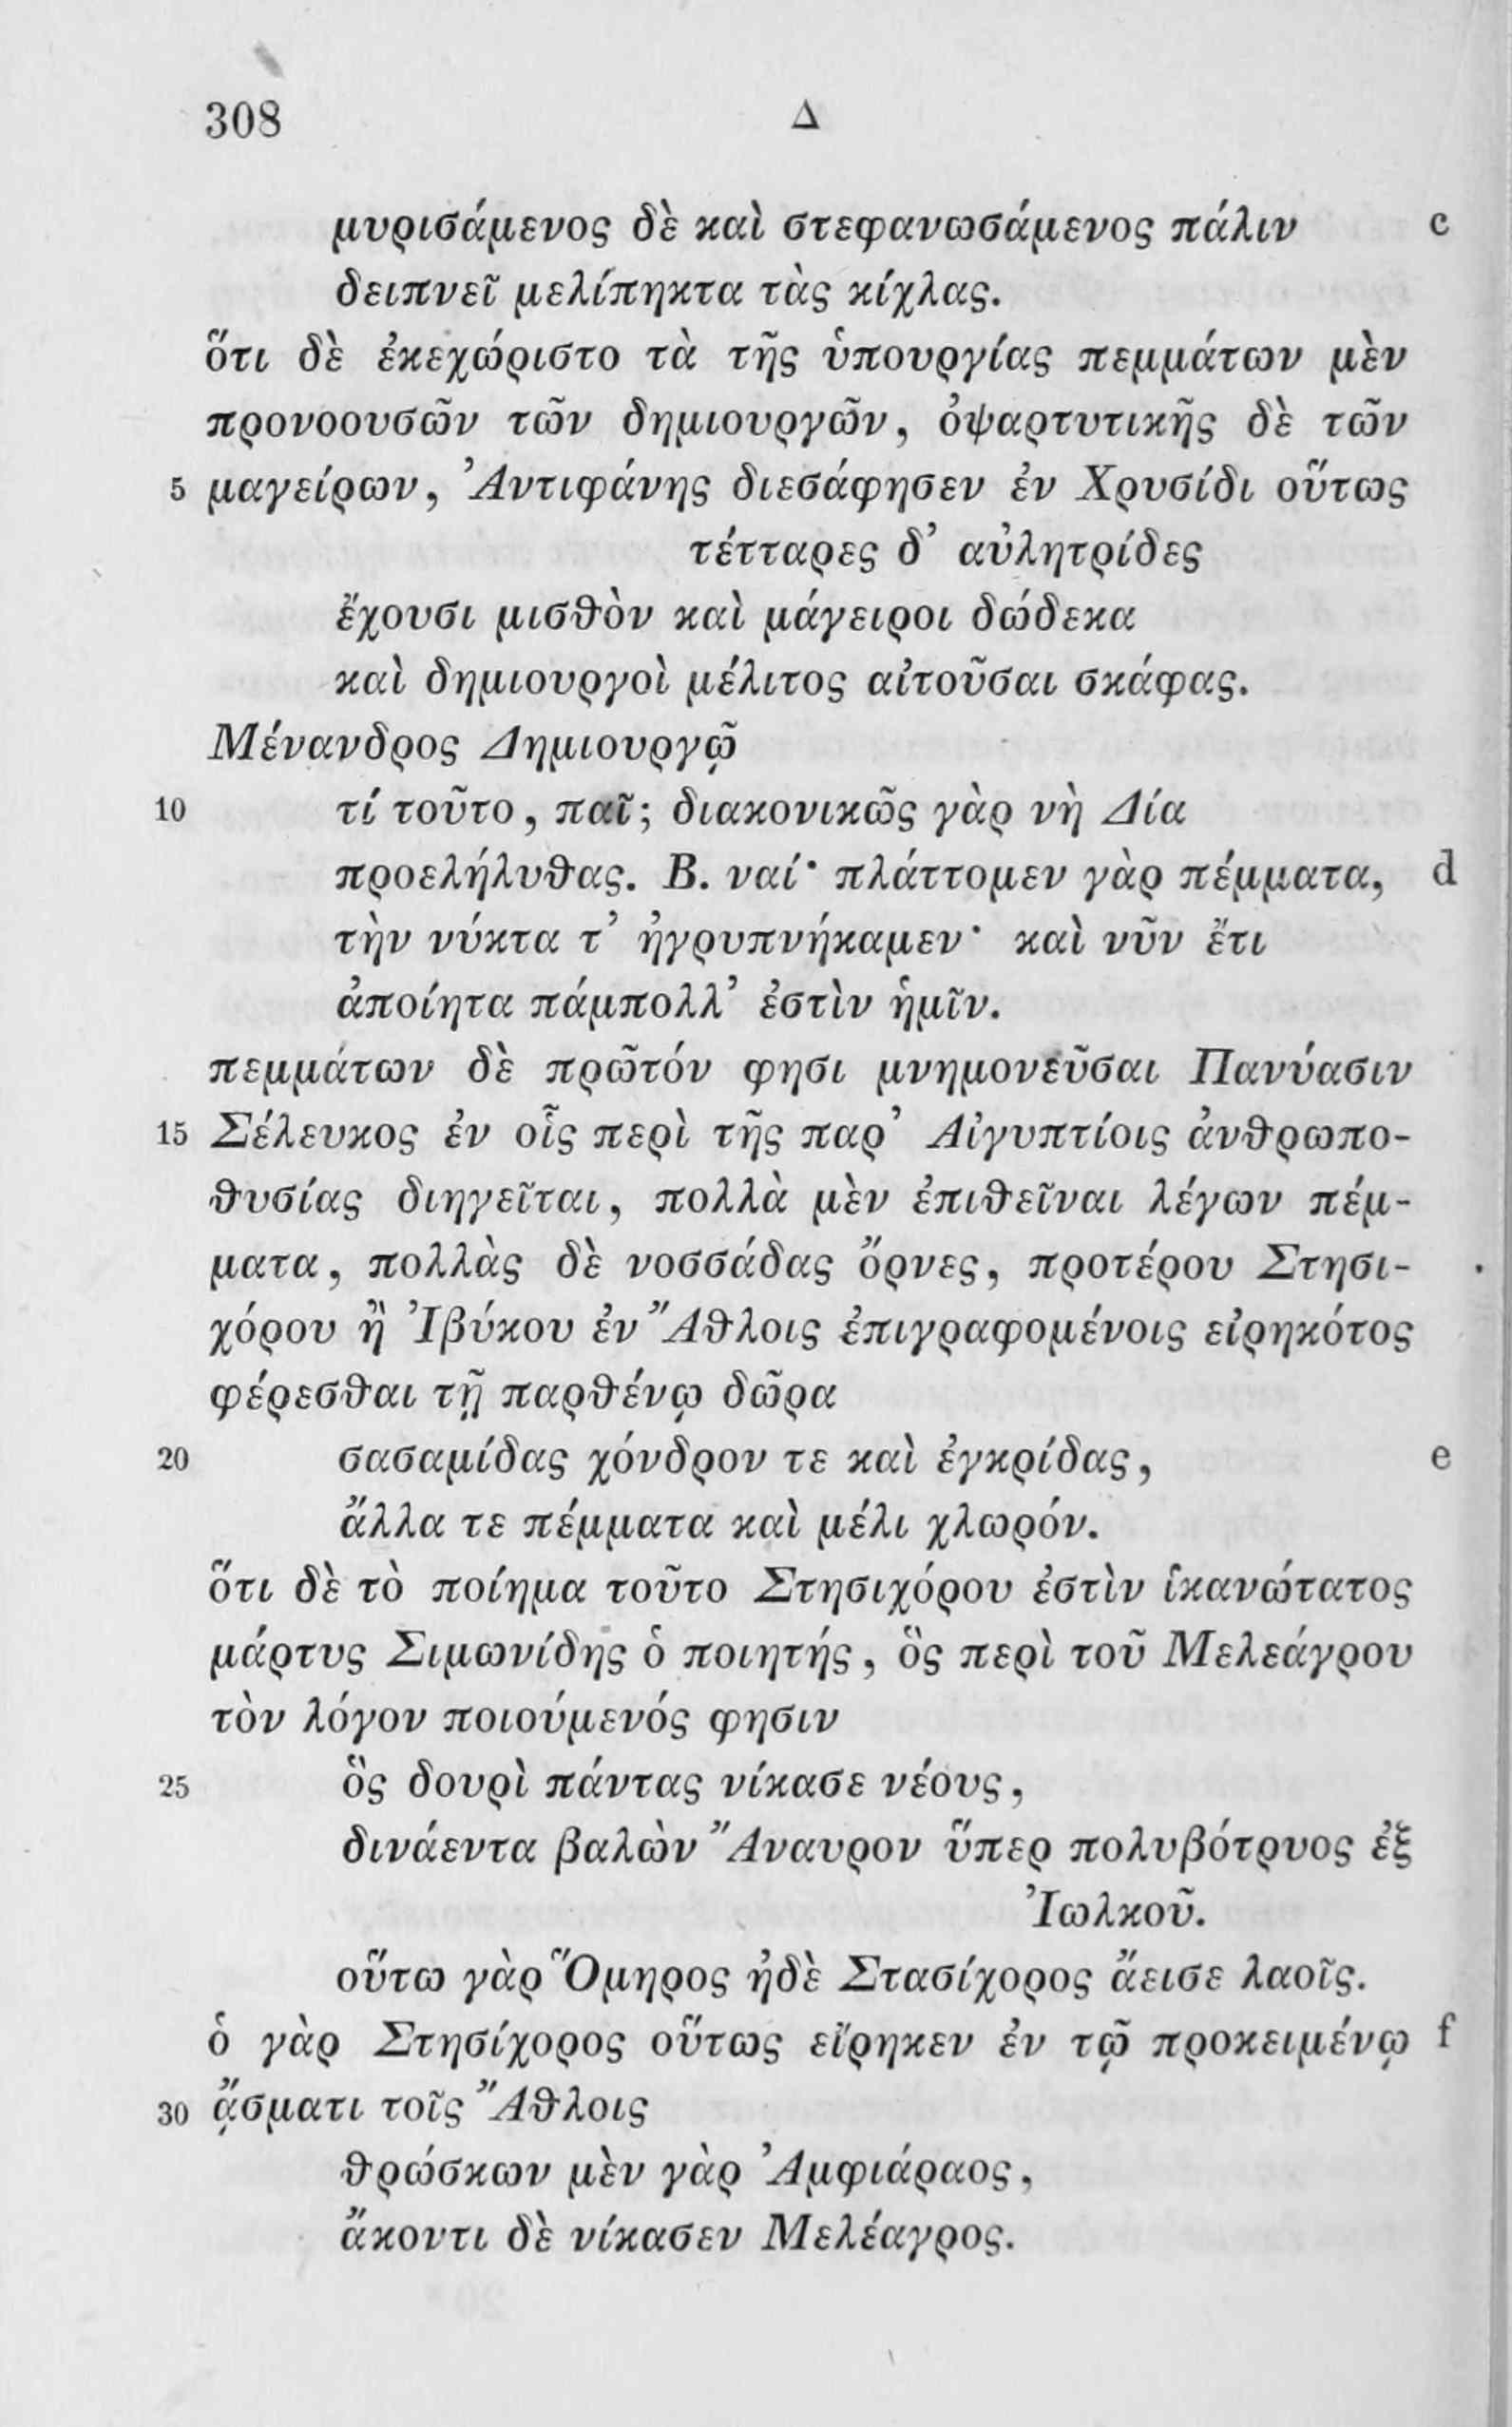 308 Δ
μυρισάμενος δὲ καὶ στεφανωσάμενος πάλιν c
δειπνεῖ μελίπηκτα τὰς κίχλας.
ὅτι δὲ ἐκεχώριστο τὰ τῆς ὑπουργίας πεμμάτων μὲν
προνοουσῶν τῶν δημιουργῶν, ὀψαρτυτικῆς δὲ τῶν
5 μαγείρων, Ἀντιφάνης διεσάφησεν ἐν Χρυσίδι οὕτως
τέτταρες δ’ αὐλητρίδες
ἔχουσι μισθὸν καὶ μάγειροι δώδεκα
καὶ δημιουργοὶ μέλιτος αἰτοῦσαι σκάφας.
Μένανδρος Δημιουργῷ
10 τί τοῦτο, παῖ; διακονικῶς γὰρ νὴ Δία
προελήλυθας. Β. ναί· πλάττομεν γὰρ πέμματα, d
τὴν νύκτα τ’ ἠγρυπνήκαμεν· καὶ νῦν ἔτι
ἀποίητα πάμπολλ’ ἐστὶν ἡμῖν.
πεμμάτων δὲ πρῶτόν φησι μνημονεῦσαι Πανύασιν
15 Σέλευκος ἐν οἷς περὶ τῆς παρ’ Αἰγυπτίοις ἀνθρωπο-
θυσίας διηγεῖται, πολλὰ μὲν ἐπιθεῖναι λέγων πέμ-
ματα, πολλὰς δὲ νοσσάδας ὄρνες, προτέρου Στησι-
χόρου ἢ Ἰβύκου ἐν Ἄθλοις ἐπιγραφομένοις εἰρηκότος
φέρεσθαι τῇ παρθένῳ δῶρα
20 σασαμίδας χόνδρον τε καὶ ἐγκρίδας, e
ἄλλα τε πέμματα καὶ μέλι χλωρόν.
ὅτι δὲ τὸ ποίημα τοῦτο Στησιχόρου ἐστὶν ἱκανώτατος
μάρτυς Σιμωνίδης ὁ ποιητής, ὃς περὶ τοῦ Μελεάγρου
τὸν λόγον ποιούμενός φησιν
25 ὃς δουρὶ πάντας νίκασε νέους,
δινάεντα βαλὼν Ἄναυρον ὕπερ πολυβότρυος ἐξ
Ἰωλκοῦ.
οὕτω γὰρ Ὅμηρος ἠδὲ Στασίχορος ἄεισε λαοῖς.
ὁ γὰρ Στησίχορος οὕτως εἴρηκεν ἐν τῷ προκειμένῳ f
30 ᾄσματι τοῖς Ἄθλοις
θρώσκων μὲν γὰρ Ἀμφιάραος,
ἄκοντι δὲ νίκασεν Μελέαγρος.